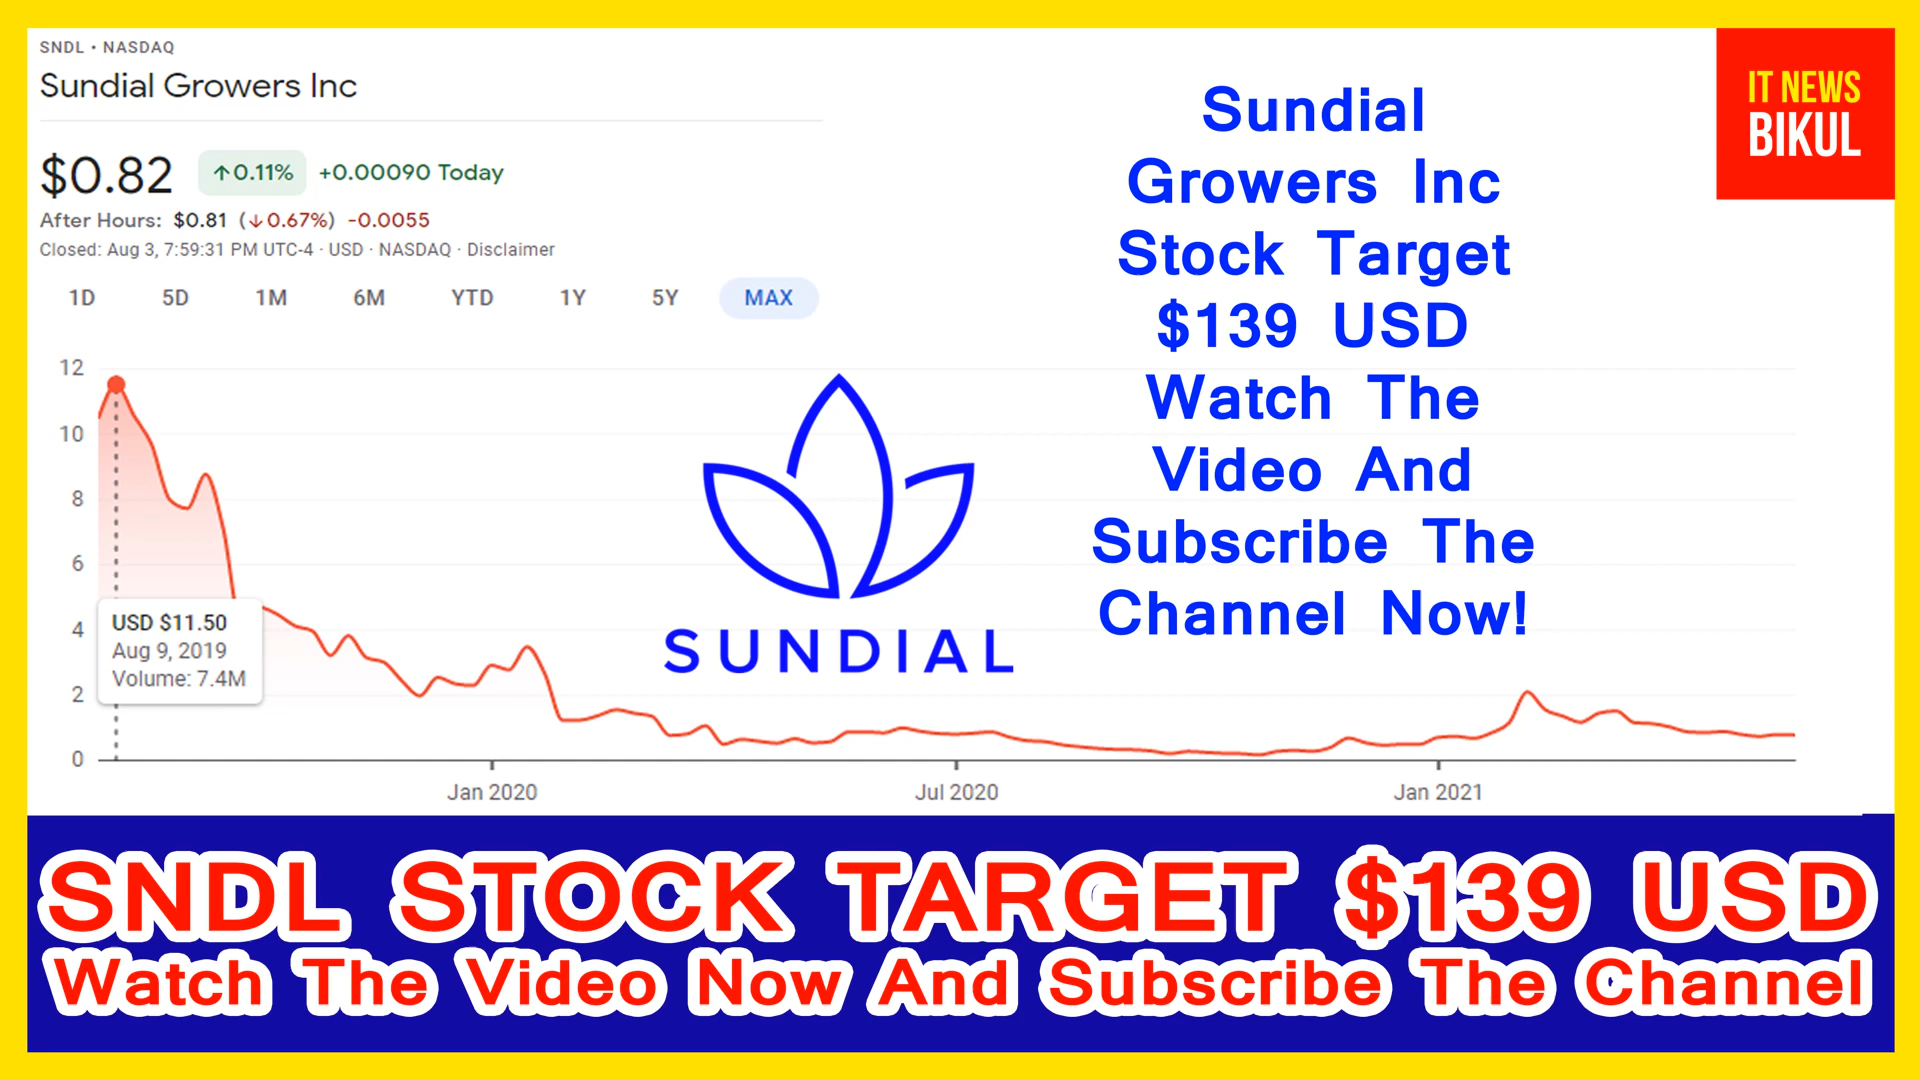 SNDL • NASDAQ
Sundial Growers Inc
$0.82 ↑0.11% +0.00090 Today
After Hours: $0.81 (↓0.67%) -0.0055
Closed: Aug 3, 7:59:31 PM UTC-4 · USD · NASDAQ · Disclaimer
1D 5D 1M 6M YTD 1Y 5Y MAX
12
10
8
6
4
2
0
USD $11.50
Aug 9, 2019
Volume: 7.4M
Jan 2020 Jul 2020 Jan 2021
SUNDIAL
Sundial
Growers Inc
Stock Target
$139 USD
Watch The
Video And
Subscribe The
Channel Now!
IT NEWS
BIKUL
SNDL STOCK TARGET $139 USD
Watch The Video Now And Subscribe The Channel